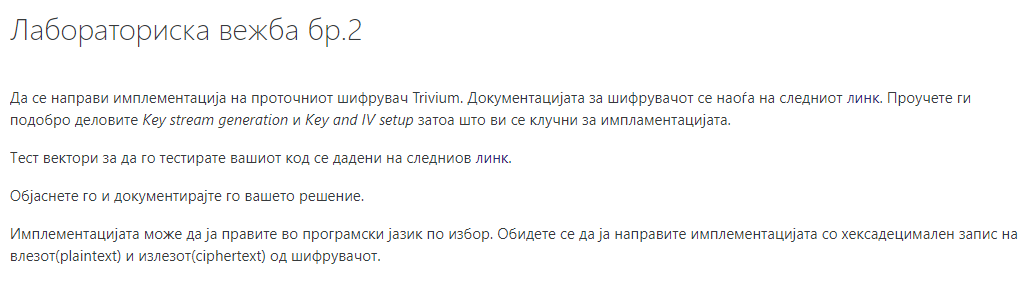 Лабораториска вежба бр.2
Да се направи имплементација на проточниот шифрувач Trivium. Документацијата за шифрувачот се наоѓа на следниот линк. Проучете ги
подобро деловите Key stream generation и Key and IV setup затоа што ви се клучни за импламентацијата.
Тест вектори за да го тестирате вашиот код се дадени на следниов линк.
Објаснете го и документирајте го вашето решение.
Имплементацијата може да ја правите во програмски јазик по избор. Обидете се да ја направите имплементацијата со хексадецимален запис на
влезот(plaintext) и излезот(ciphertext) од шифрувачот.